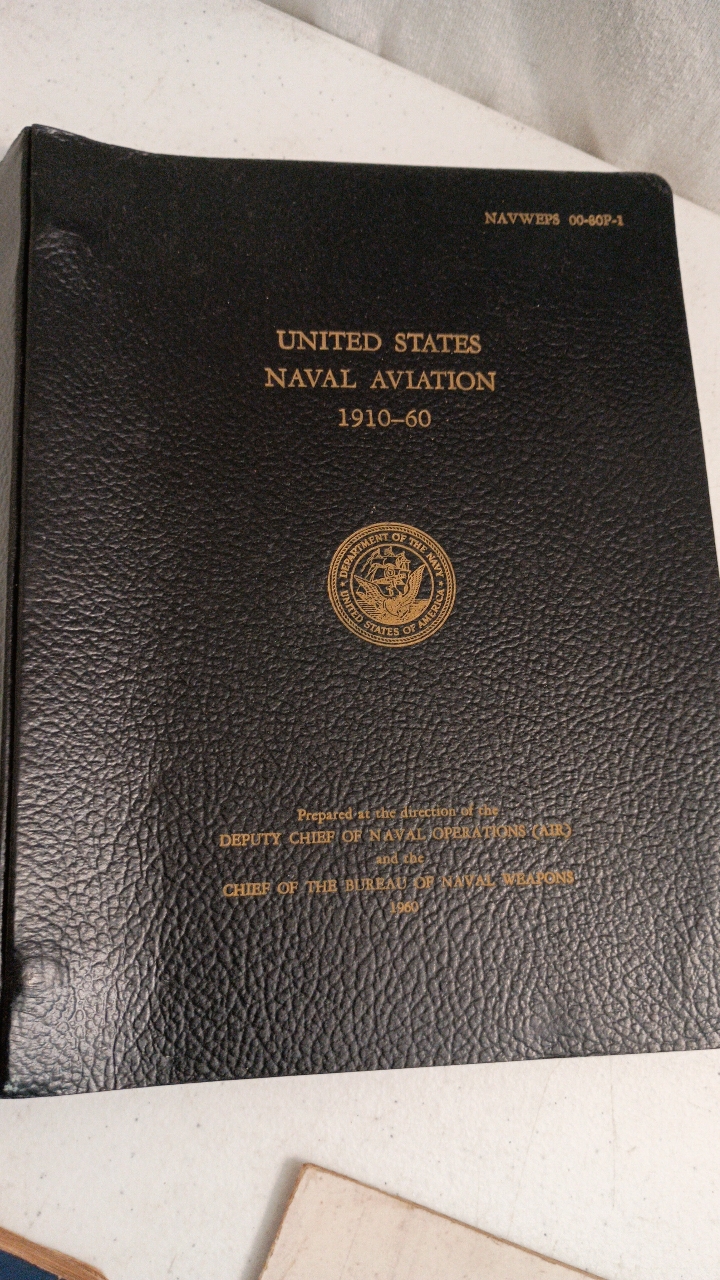 NAVWEPS 00-80P-1
UNITED STATES
NAVAL AVIATION
1910–60
DEPARTMENT OF THE NAVY
UNITED STATES OF AMERICA
Prepared at the direction of the
DEPUTY CHIEF OF NAVAL OPERATIONS (AIR)
and the
CHIEF OF THE BUREAU OF NAVAL WEAPONS
1960